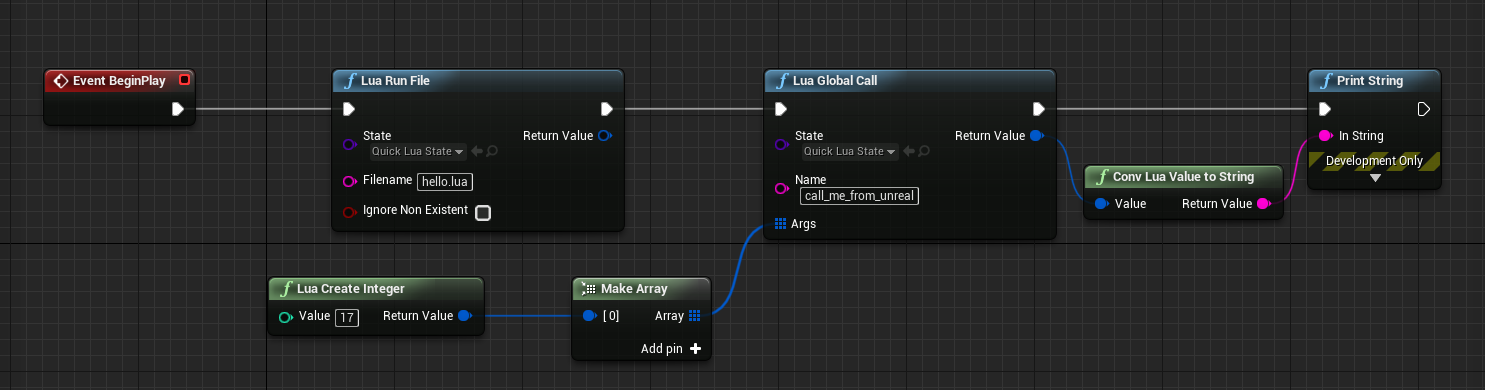 Event BeginPlay
Lua Run File
State
Quick Lua State
Return Value
Filename hello.lua
Ignore Non Existent
Lua Global Call
State
Quick Lua State
Return Value
Name
call_me_from_unreal
Args
Conv Lua Value to String
Value Return Value
Print String
In String
Development Only
Lua Create Integer
Value 17 Return Value
Make Array
[ 0] Array
Add pin